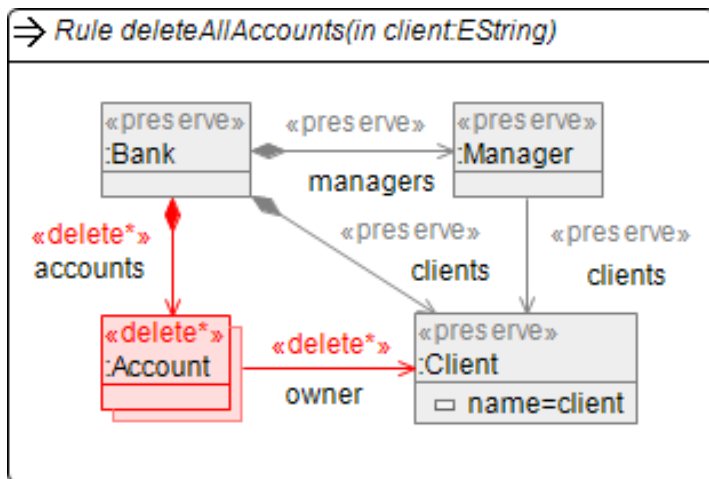 Rule deleteAllAccounts(in client:EString)
«preserve»
:Bank
«preserve»
managers
«preserve»
:Manager
«delete*»
accounts
«preserve»
clients
«preserve»
clients
«delete*»
:Account
«delete*»
owner
«preserve»
:Client
name=client